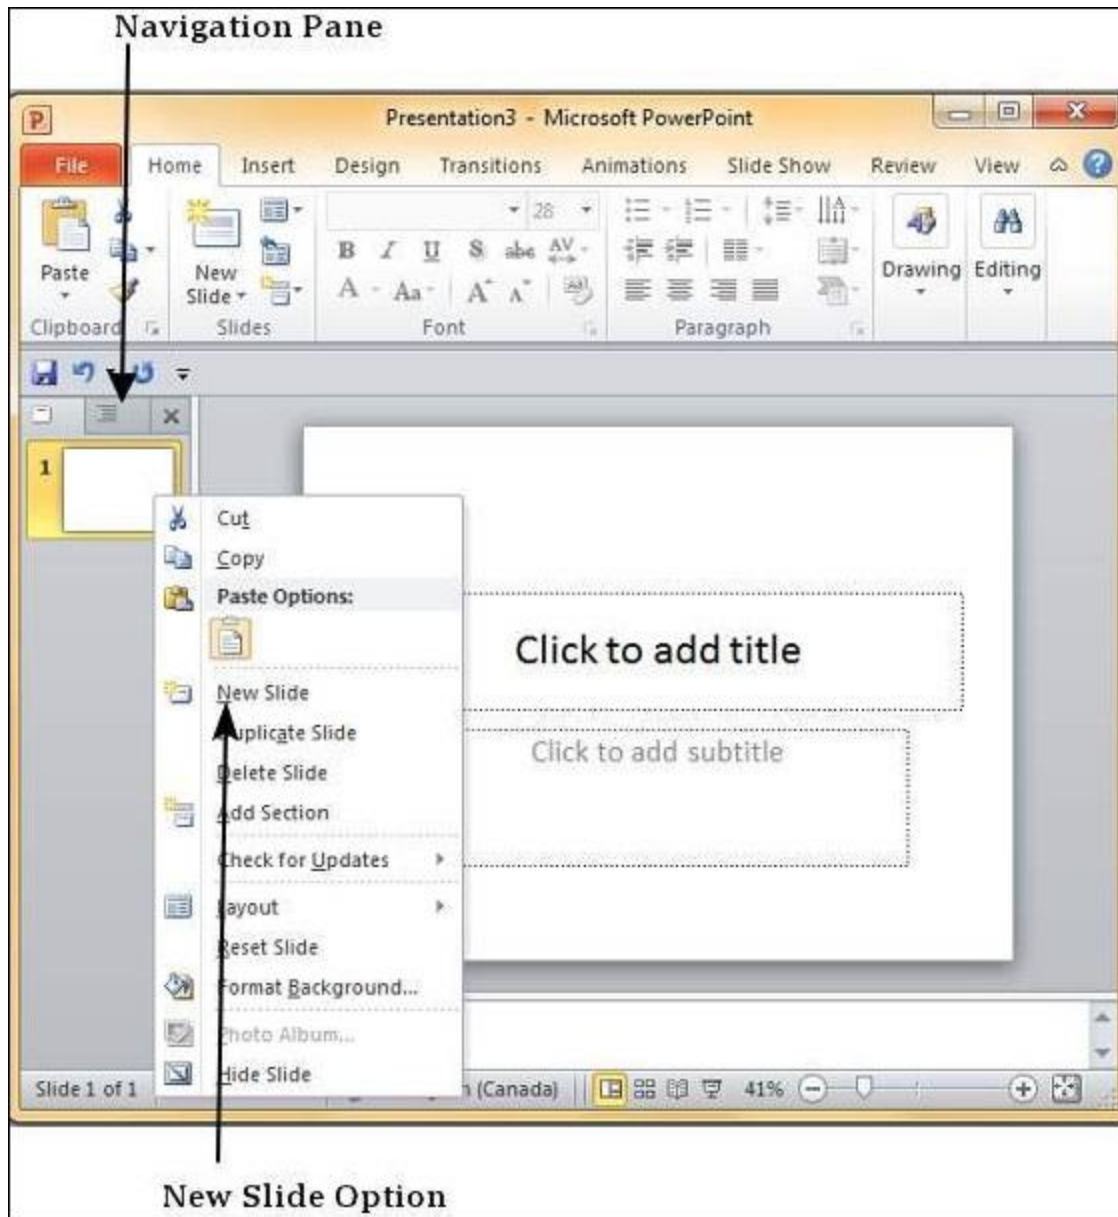 Navigation Pane
Presentation3 - Microsoft PowerPoint
File Home Insert Design Transitions Animations Slide Show Review View
28
B I U S abc AV
Paste New Slide A Aa A A Drawing Editing
Clipboard Slides Font Paragraph
1
Cut
Copy
Paste Options:
Click to add title
New Slide
Duplicate Slide
Click to add subtitle
Delete Slide
Add Section
Check for Updates
Layout
Reset Slide
Format Background...
Photo Album...
Hide Slide
Slide 1 of 1 (Canada) 41%
New Slide Option